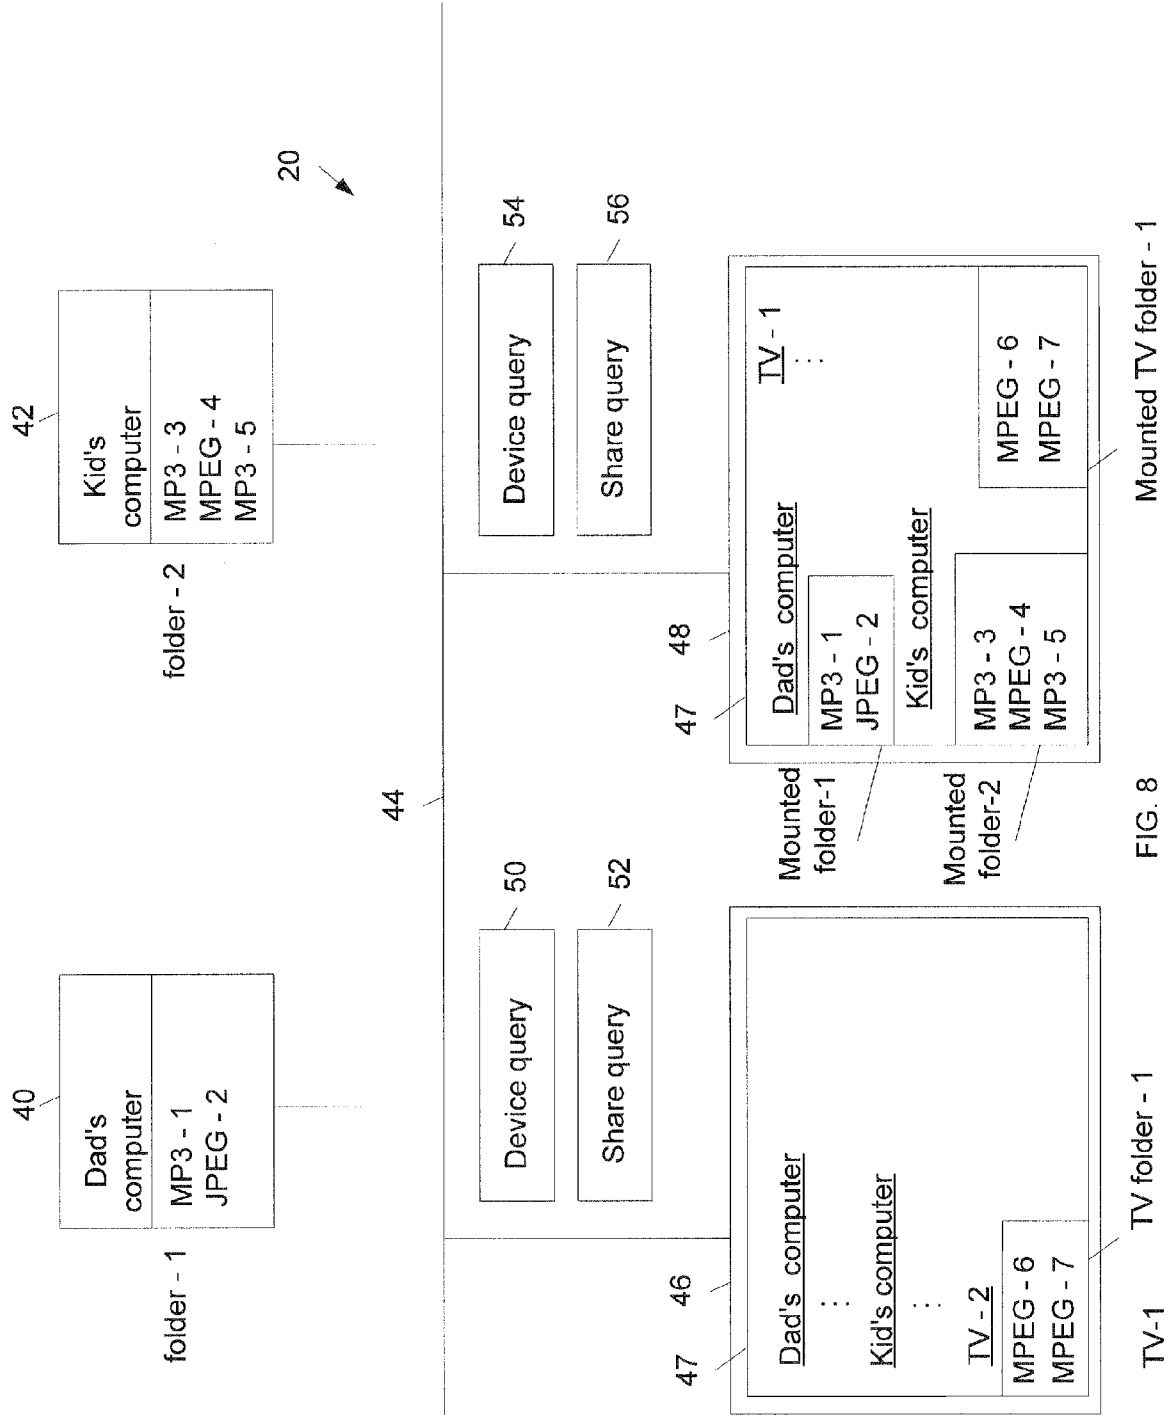 40
Dad's
computer
MP3 - 1
JPEG - 2
folder - 1
42
Kid's
computer
MP3 - 3
MPEG - 4
MP3 - 5
folder - 2
20
44
50
Device query
52
Share query
54
Device query
56
Share query
47
46
Dad's computer
⋮
Kid's computer
⋮
TV - 2
MPEG - 6
MPEG - 7
TV folder - 1
TV-1
47
48
Dad's computer
MP3 - 1
JPEG - 2
Kid's computer
MP3 - 3
MPEG - 4
MP3 - 5
TV - 1
⋮
MPEG - 6
MPEG - 7
Mounted
folder-1
Mounted
folder-2
Mounted TV folder - 1
FIG. 8